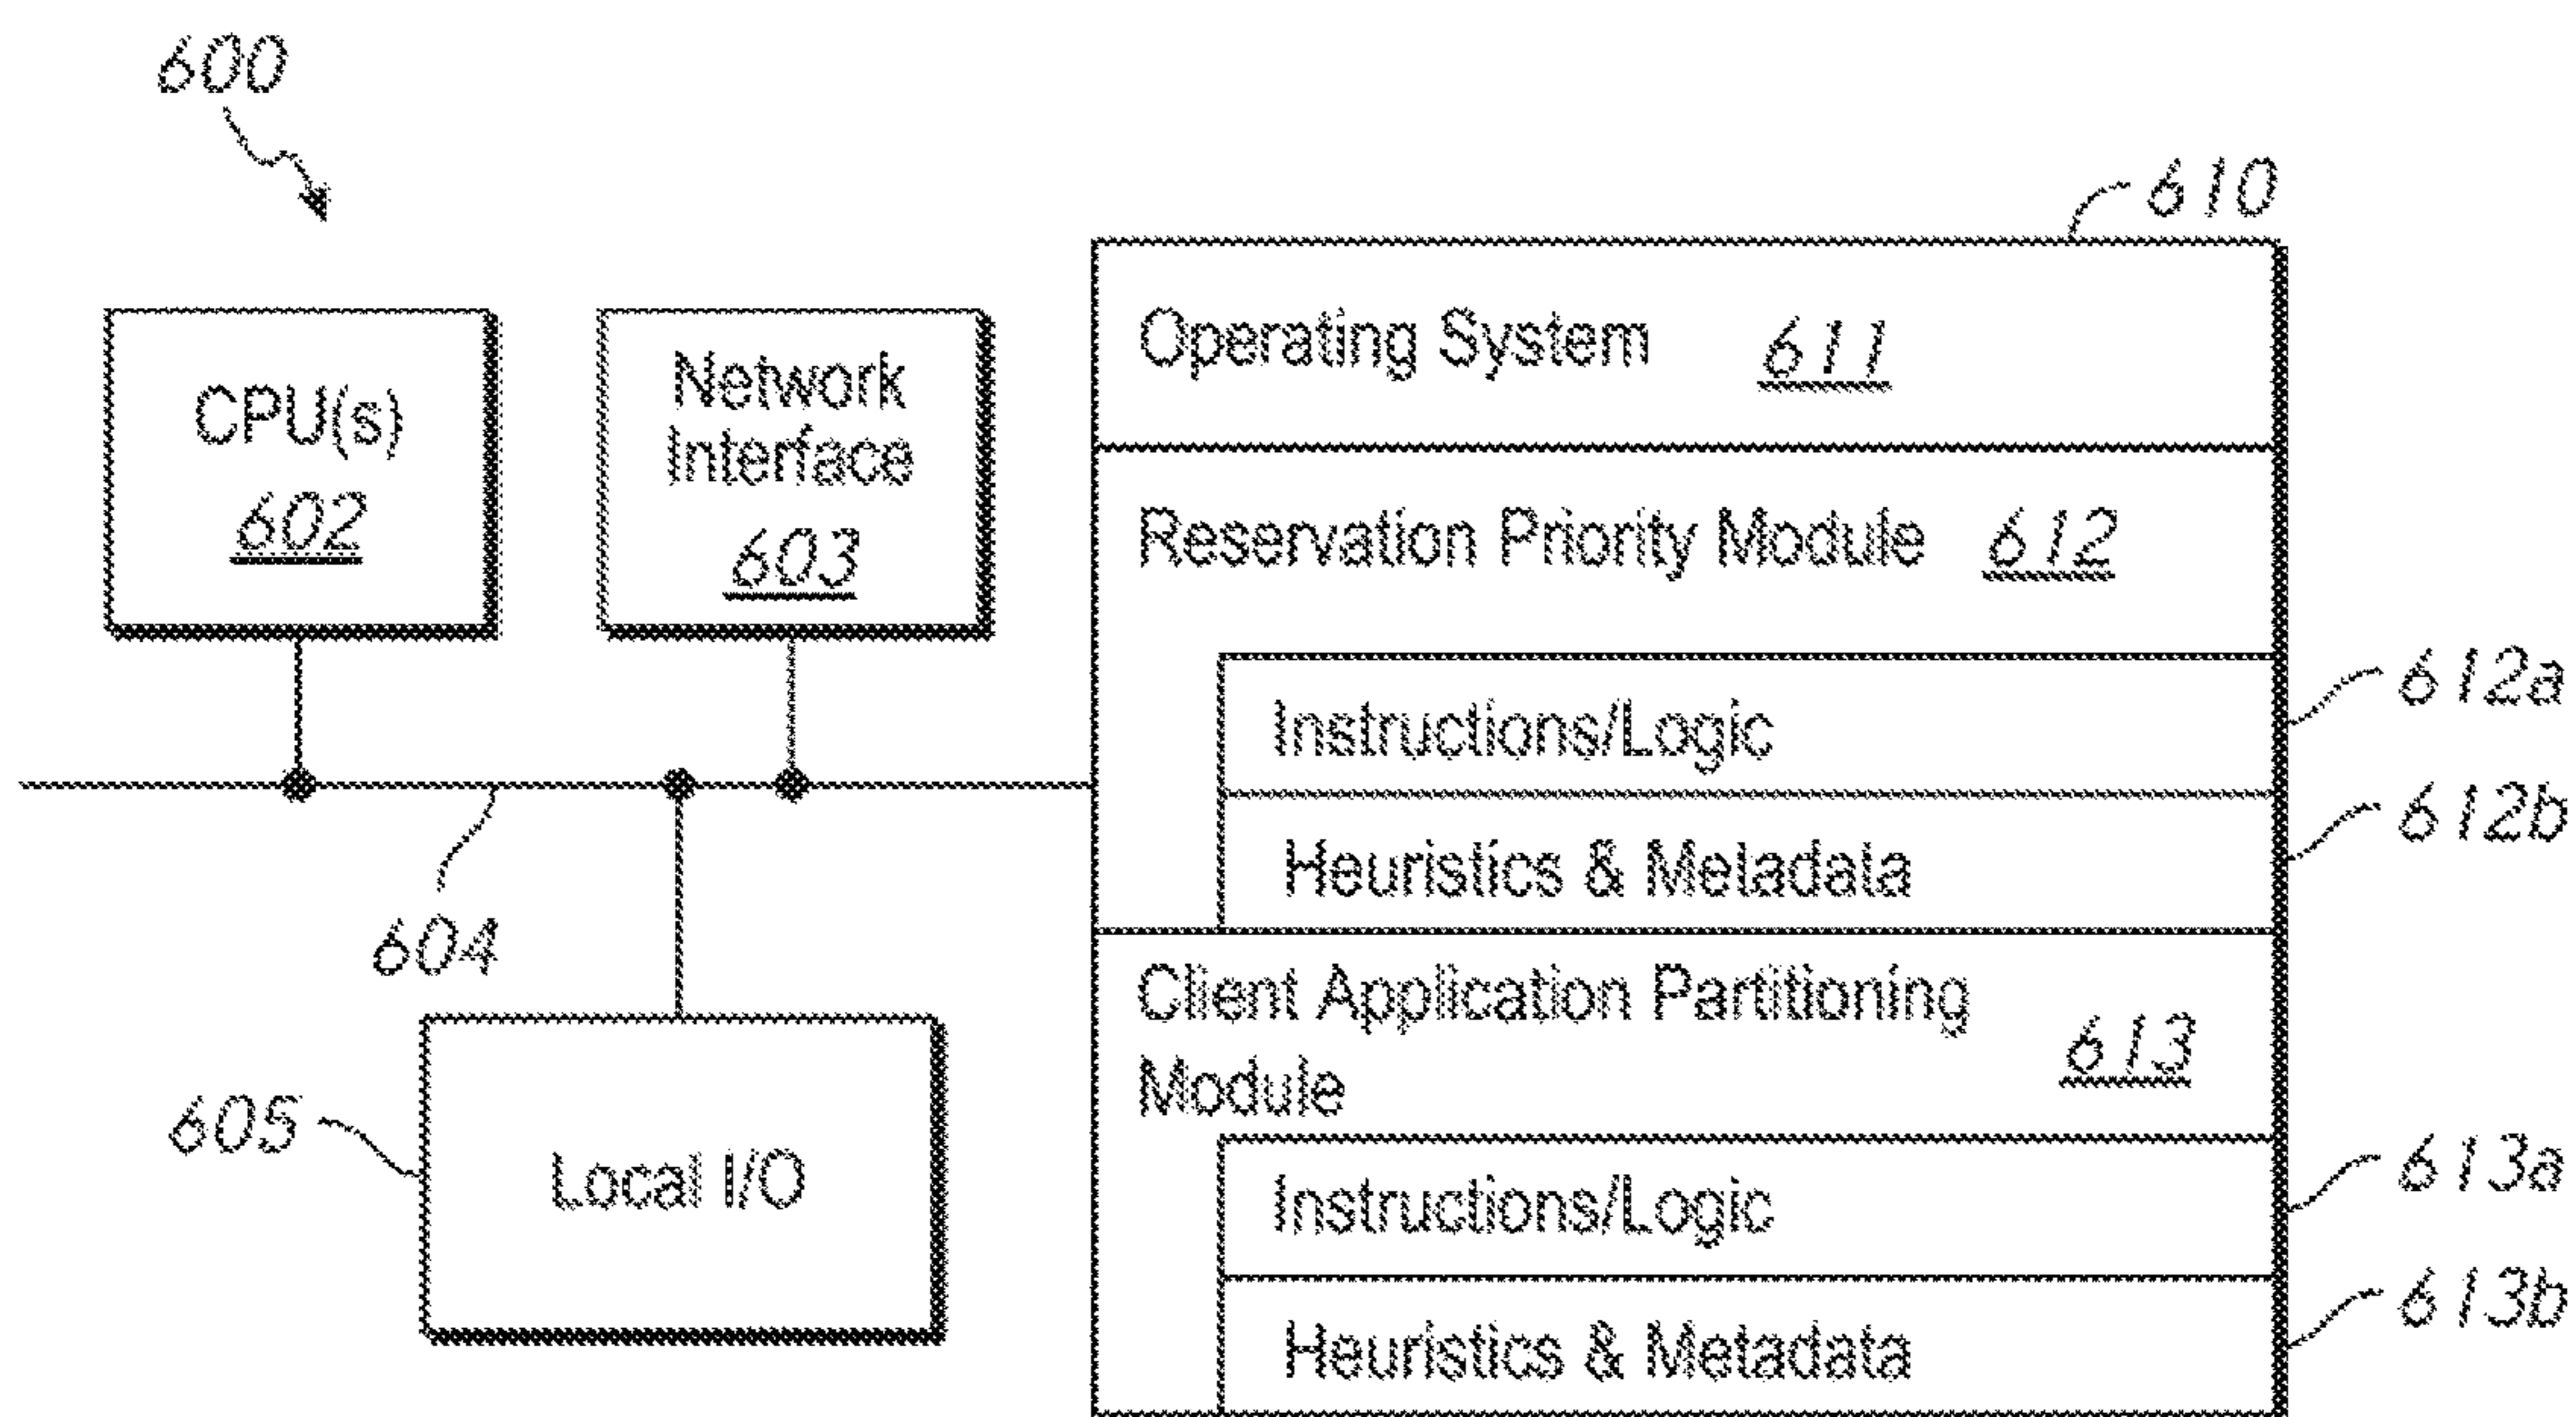 600
610
CPU(s)
602
Network
Interface
603
604
605
Local I/O
Operating System 611
Reservation Priority Module 612
Instructions/Logic
612a
Heuristics & Metadata
612b
Client Application Partitioning
Module
613
Instructions/Logic
613a
Heuristics & Metadata
613b